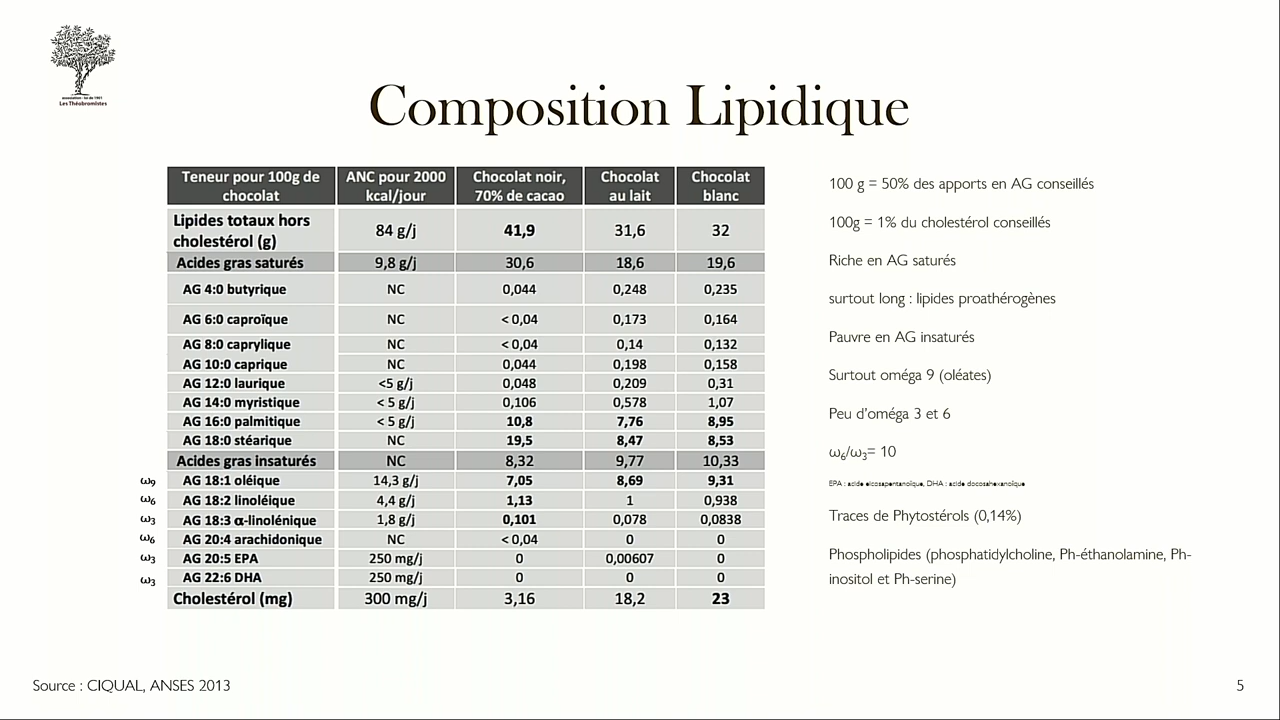 association - loi de 1901
Les Théobromistes
Composition Lipidique
Teneur pour 100g de chocolat ANC pour 2000 kcal/jour Chocolat noir, 70% de cacao Chocolat au lait Chocolat blanc
Lipides totaux hors cholestérol (g) 84 g/j 41,9 31,6 32
Acides gras saturés 9,8 g/j 30,6 18,6 19,6
AG 4:0 butyrique NC 0,044 0,248 0,235
AG 6:0 caproïque NC < 0,04 0,173 0,164
AG 8:0 caprylique NC < 0,04 0,14 0,132
AG 10:0 caprique NC 0,044 0,198 0,158
AG 12:0 laurique <5 g/j 0,048 0,209 0,31
AG 14:0 myristique < 5 g/j 0,106 0,578 1,07
AG 16:0 palmitique < 5 g/j 10,8 7,76 8,95
AG 18:0 stéarique NC 19,5 8,47 8,53
Acides gras insaturés NC 8,32 9,77 10,33
ω9 AG 18:1 oléique 14,3 g/j 7,05 8,69 9,31
ω6 AG 18:2 linoléique 4,4 g/j 1,13 1 0,938
ω3 AG 18:3 α-linolénique 1,8 g/j 0,101 0,078 0,0838
ω6 AG 20:4 arachidonique NC < 0,04 0 0
ω3 AG 20:5 EPA 250 mg/j 0 0,00607 0
ω3 AG 22:6 DHA 250 mg/j 0 0 0
Cholestérol (mg) 300 mg/j 3,16 18,2 23
100 g = 50% des apports en AG conseillés
100g = 1% du cholestérol conseillés
Riche en AG saturés
surtout long : lipides proathérogènes
Pauvre en AG insaturés
Surtout oméga 9 (oléates)
Peu d'oméga 3 et 6
ω6/ω3= 10
EPA : acide eicosapentanoïque, DHA : acide docosahexanoïque
Traces de Phytostérols (0,14%)
Phospholipides (phosphatidylcholine, Ph-éthanolamine, Ph-
inositol et Ph-serine)
Source : CIQUAL, ANSES 2013
5